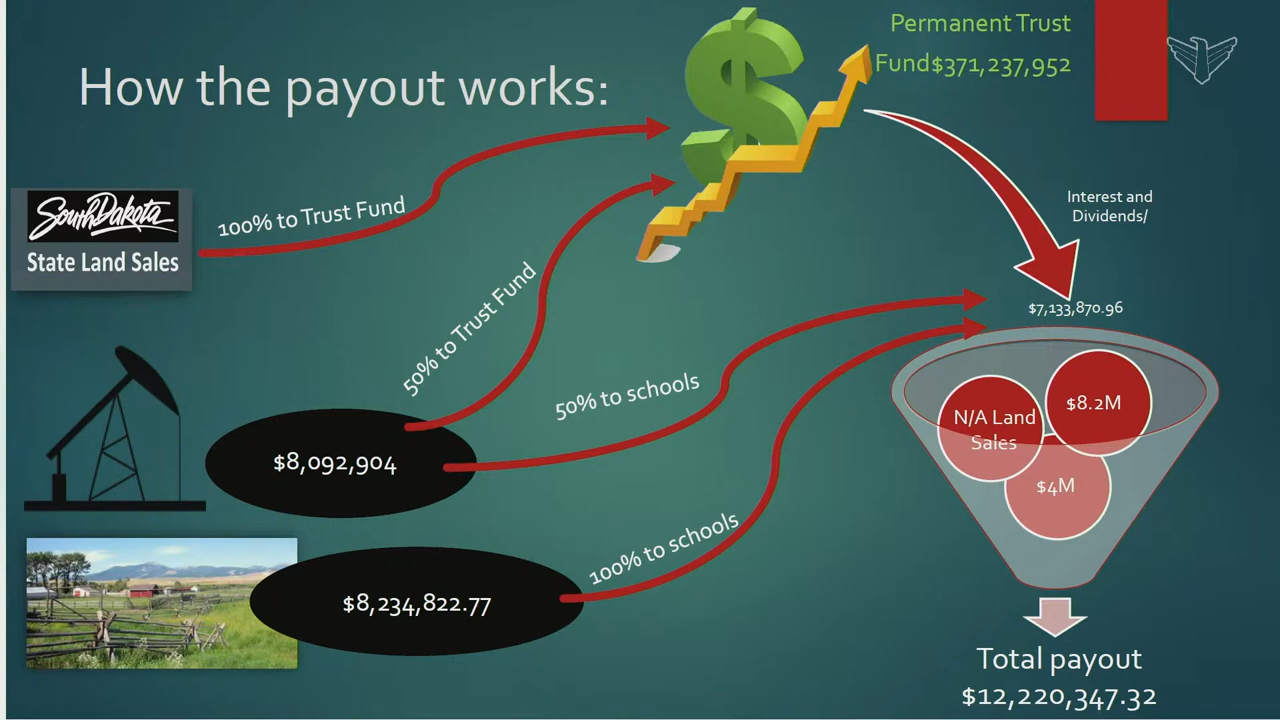 How the payout works:
Permanent Trust
Fund$371,237,952
SouthDakota
State Land Sales
100% to Trust Fund
50% to Trust Fund
Interest and
Dividends/
$7,133,870.96
50% to schools
$8,092,904
100% to schools
$8,234,822.77
N/A Land
Sales
$8.2M
$4M
Total payout
$12,220,347.32